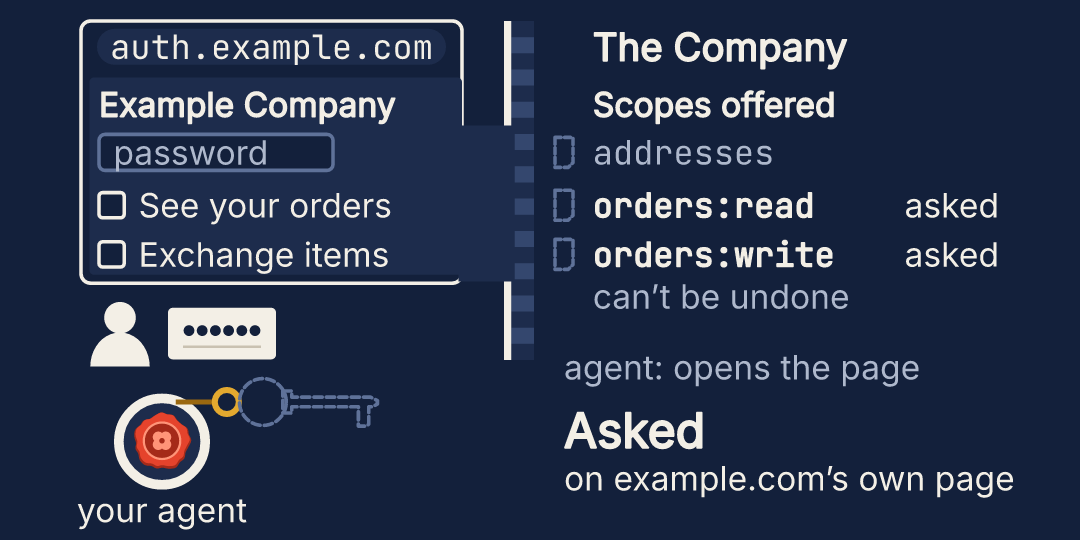 auth.example.com
Example Company
password
See your orders
Exchange items
your agent
The Company
Scopes offered
addresses
orders:read asked
orders:write asked
can’t be undone
agent: opens the page
Asked
on example.com’s own page